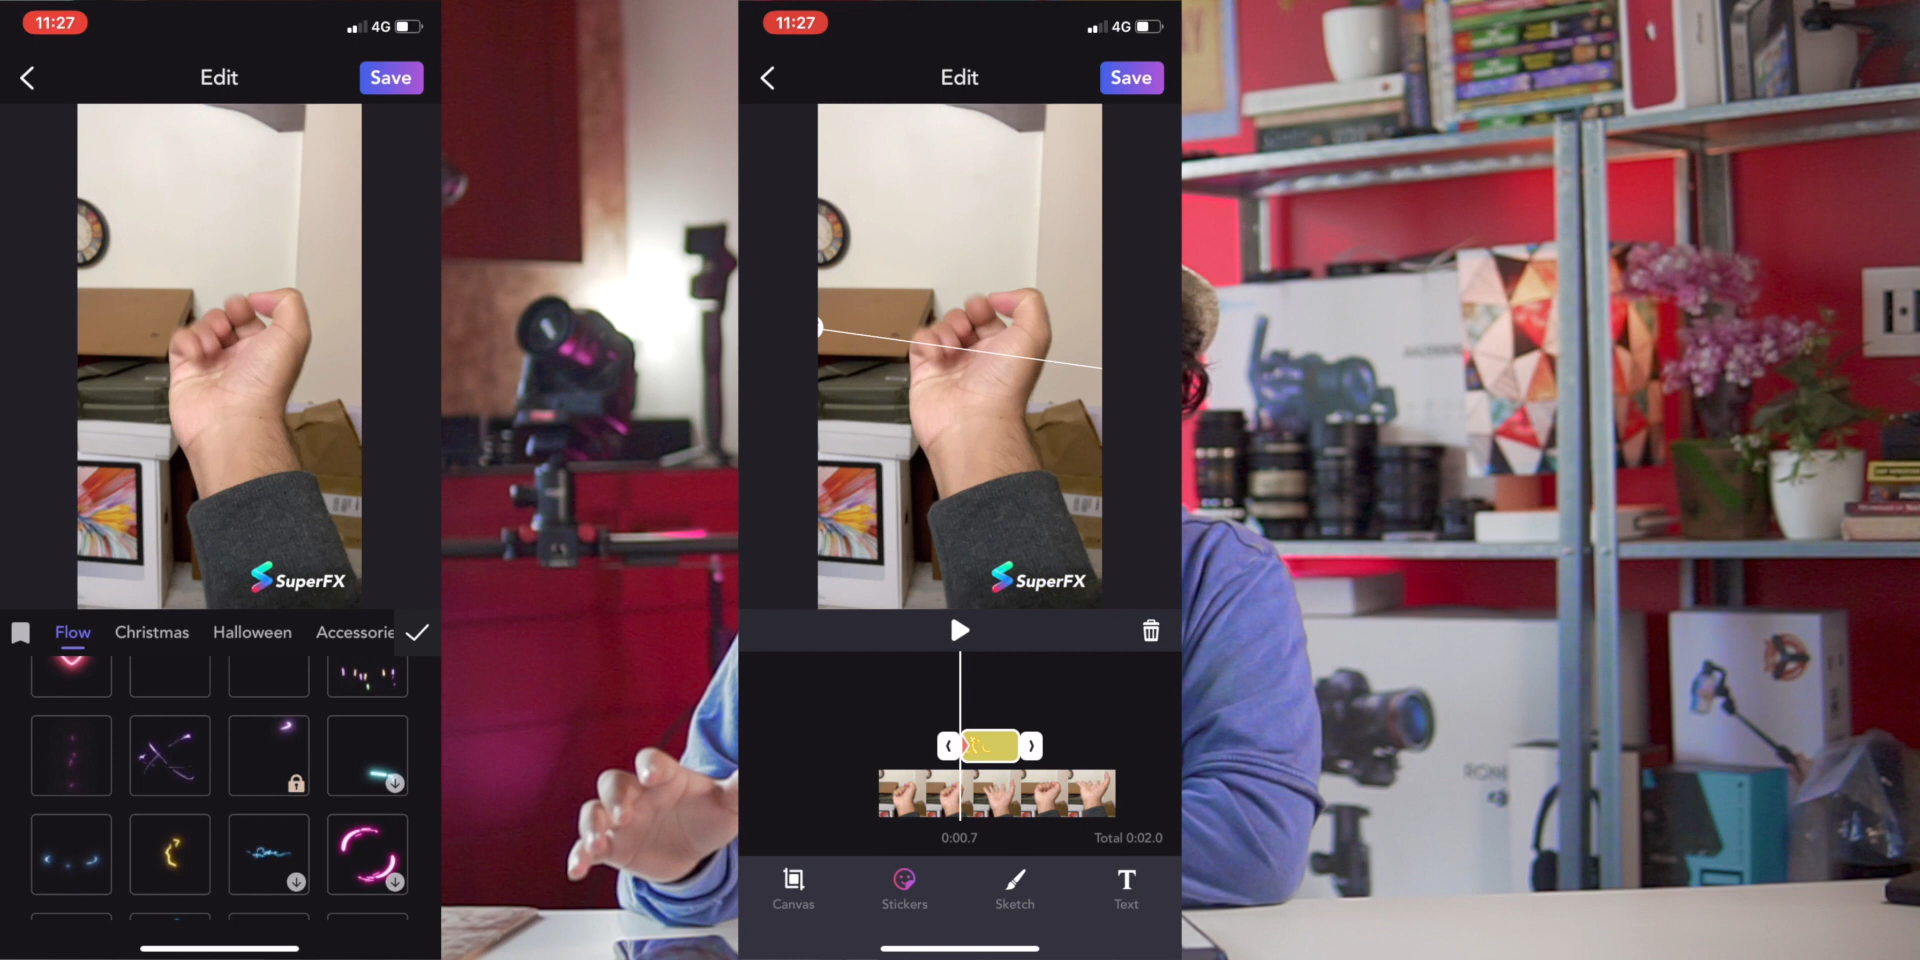 11:27
4G
Edit
Save
SuperFX
Flow Christmas Halloween Accessorie
11:27
4G
Edit
Save
SuperFX
0:00.7
Total 0:02.0
Canvas
Stickers
Sketch
Text